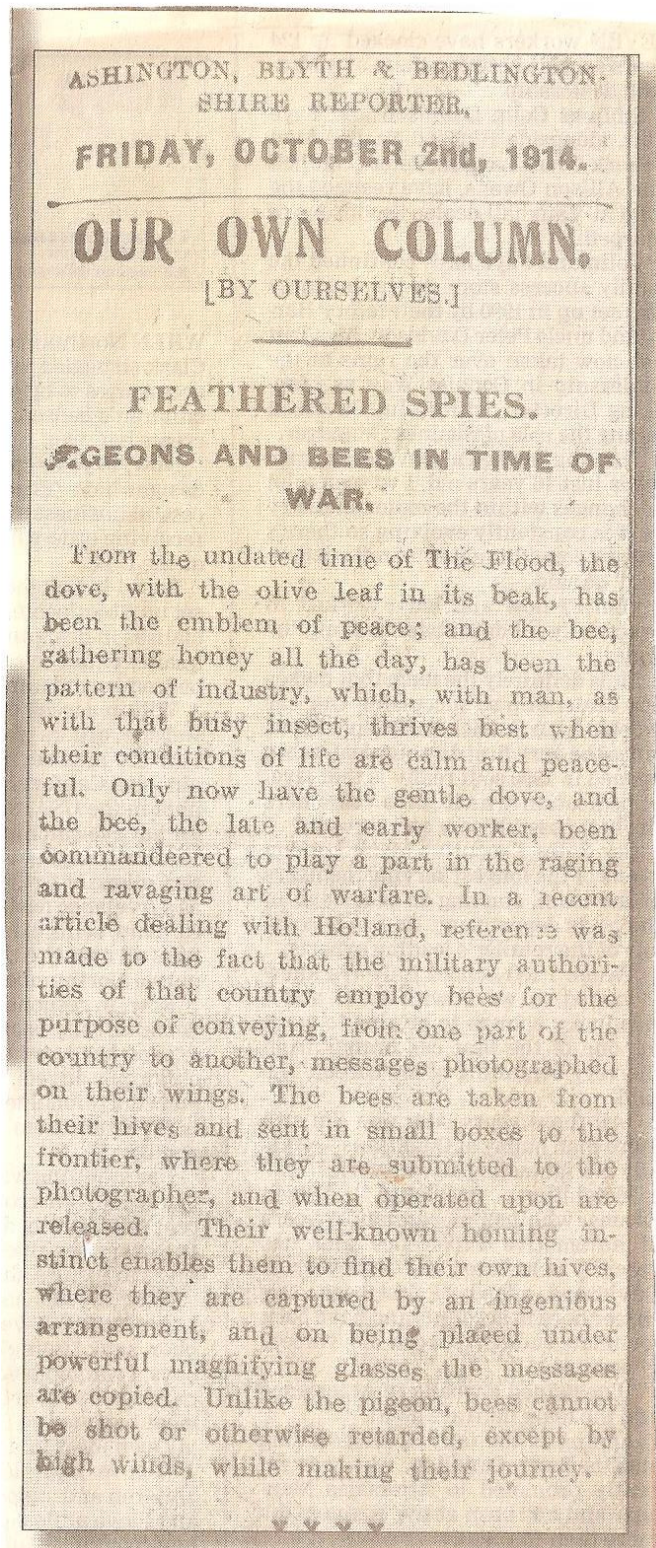 ASHINGTON, BLYTH & BEDLINGTON-
SHIRE REPORTER,
FRIDAY, OCTOBER 2nd, 1914.
OUR OWN COLUMN.
[BY OURSELVES.]
FEATHERED SPIES.
PIGEONS AND BEES IN TIME OF
WAR.
From the undated time of The Flood, the
dove, with the olive leaf in its beak, has
been the emblem of peace; and the bee,
gathering honey all the day, has been the
pattern of industry, which, with man, as
with that busy insect, thrives best when
their conditions of life are calm and peace-
ful. Only now have the gentle dove, and
the bee, the late and early worker, been
commandeered to play a part in the raging
and ravaging art of warfare. In a recent
article dealing with Holland, reference was
made to the fact that the military authori-
ties of that country employ bees for the
purpose of conveying, from one part of the
country to another, messages photographed
on their wings. The bees are taken from
their hives and sent in small boxes to the
frontier, where they are submitted to the
photographer, and when operated upon are
released. Their well-known homing in-
stinct enables them to find their own hives,
where they are captured by an ingenious
arrangement, and on being placed under
powerful magnifying glasses the messages
are copied. Unlike the pigeon, bees cannot
be shot or otherwise retarded, except by
high winds, while making their journey.